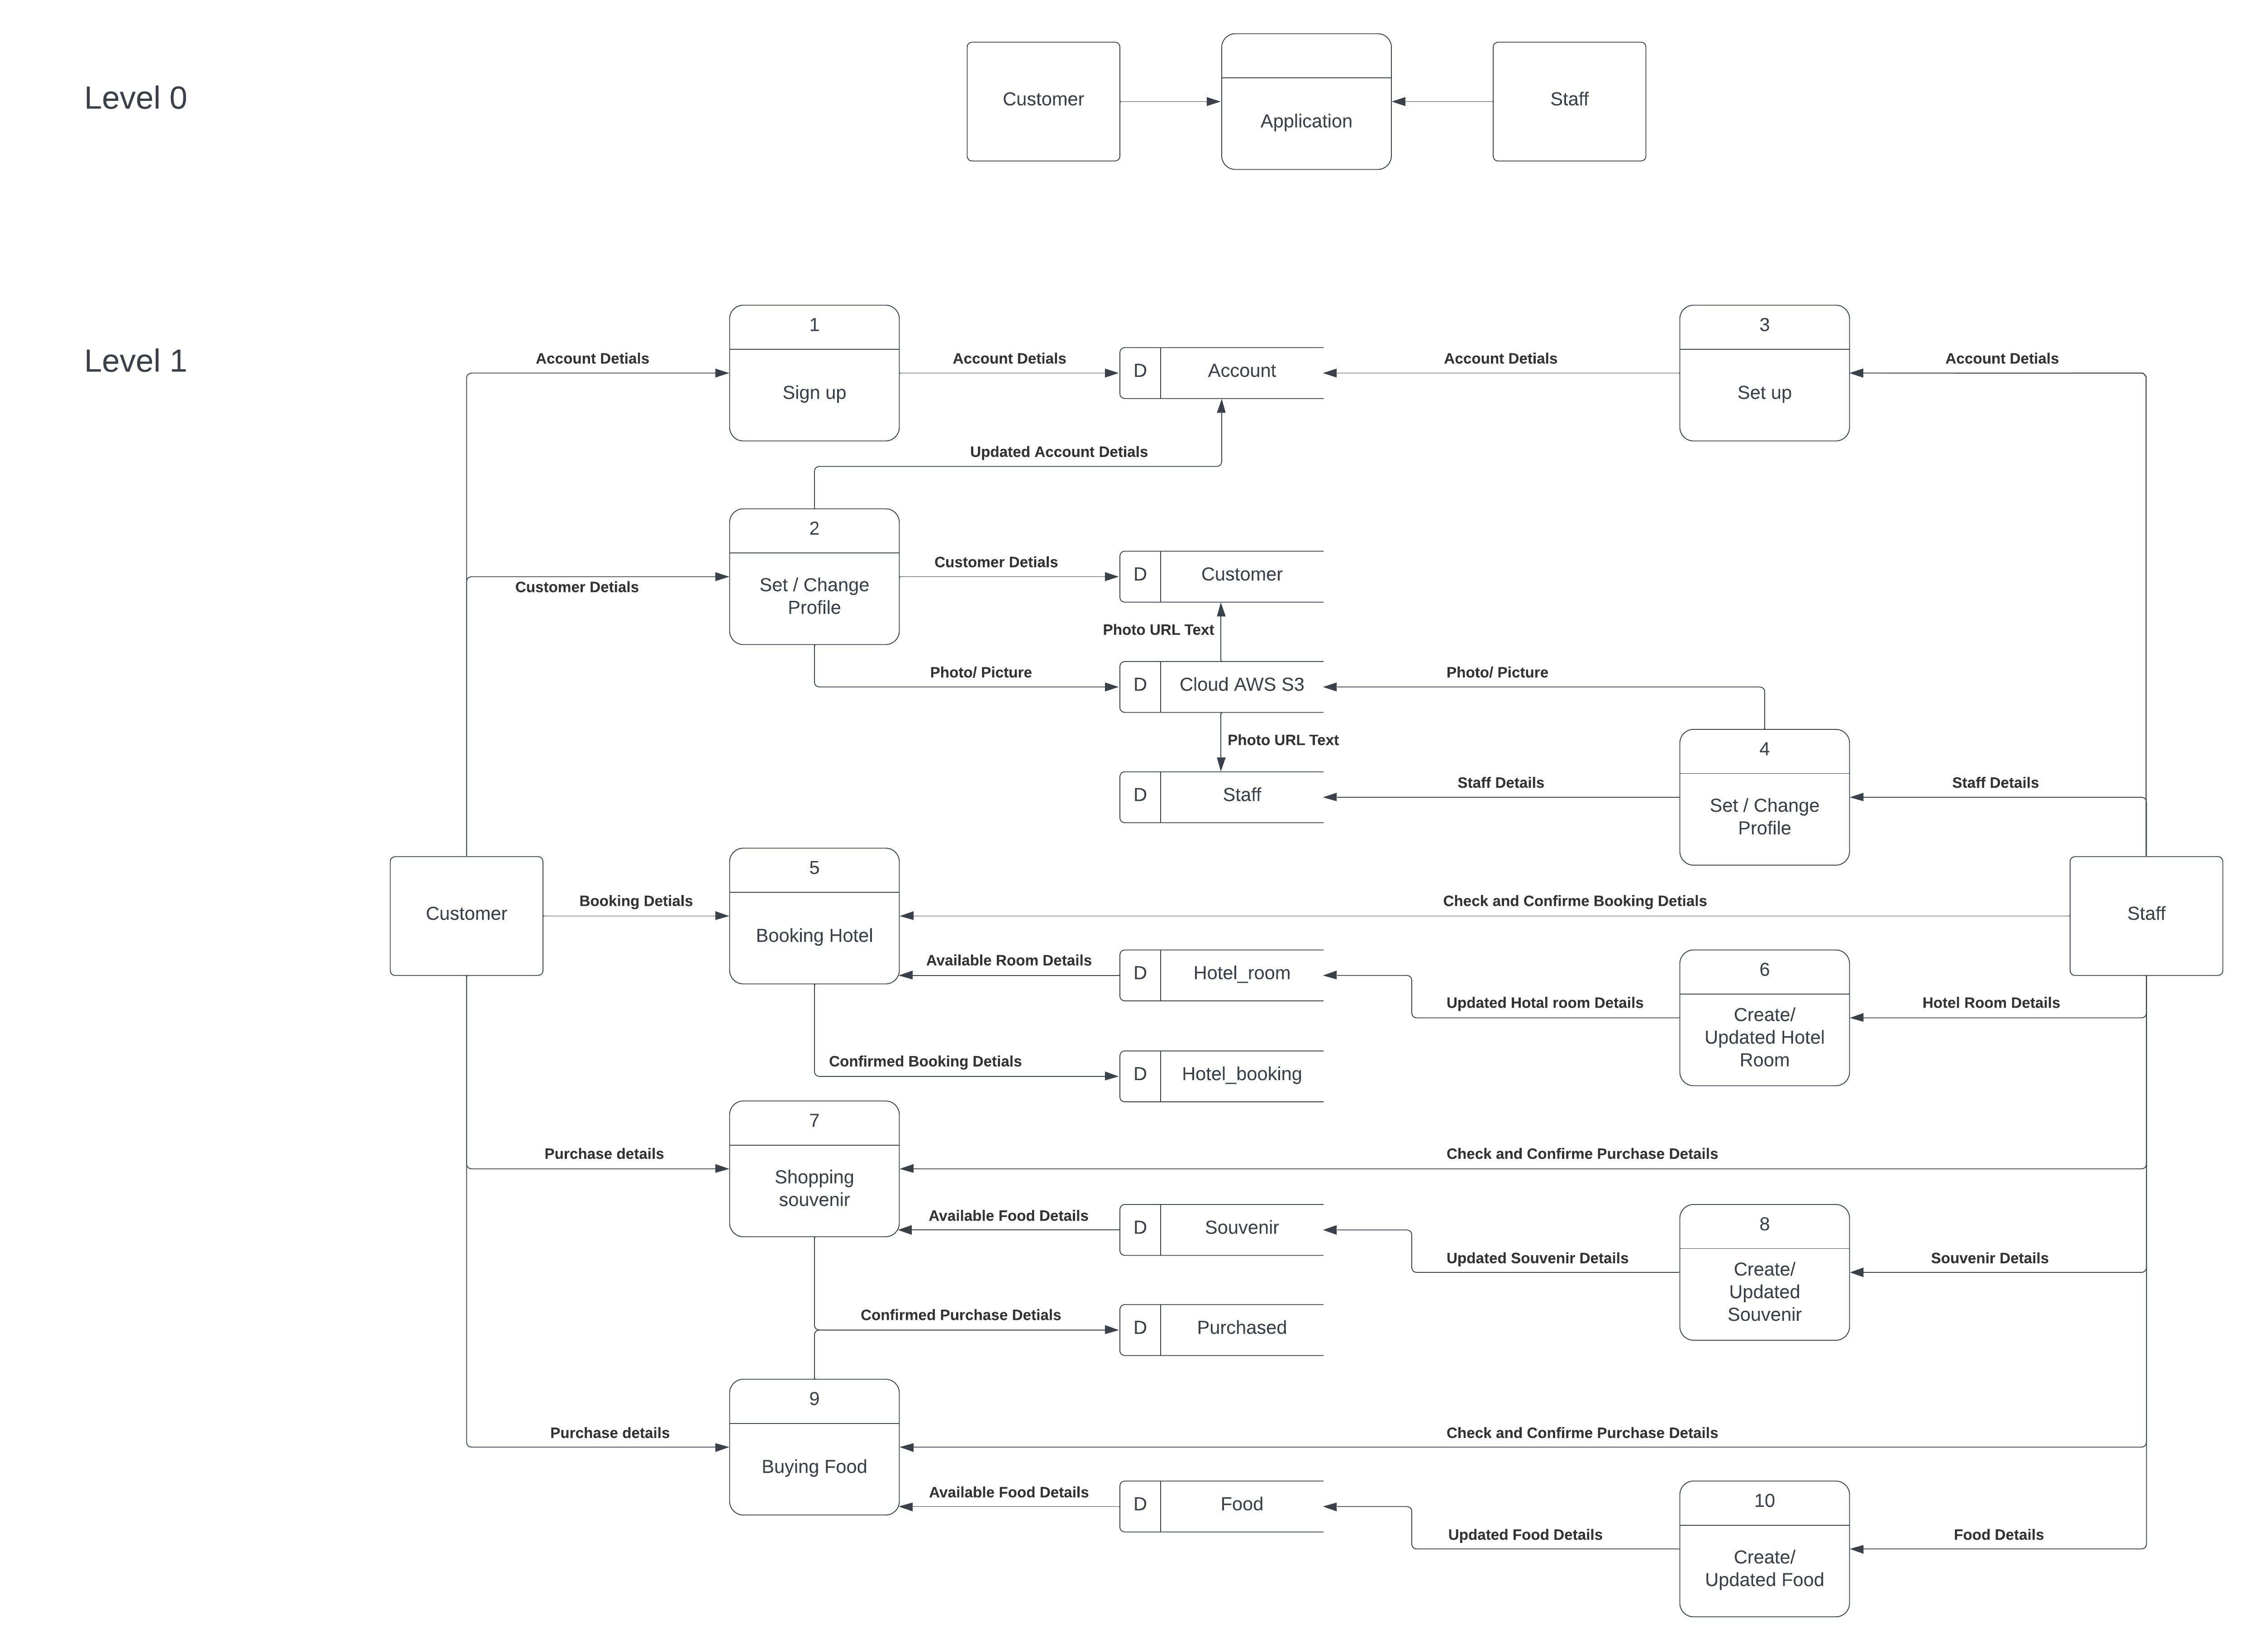 Level 0
Customer
Application
Staff
Level 1
1
Sign up
Account Detials
Account Detials
D
Account
Account Detials
3
Set up
Account Detials
Updated Account Detials
2
Set / Change
Profile
Customer Detials
Customer Detials
D
Customer
Photo URL Text
Photo/ Picture
D
Cloud AWS S3
Photo/ Picture
Photo URL Text
D
Staff
Staff Details
4
Set / Change
Profile
Staff Details
Customer
Booking Detials
5
Booking Hotel
Check and Confirme Booking Detials
Staff
Available Room Details
D
Hotel_room
Updated Hotal room Details
6
Create/
Updated Hotel
Room
Hotel Room Details
Confirmed Booking Detials
D
Hotel_booking
7
Shopping
souvenir
Purchase details
Check and Confirme Purchase Details
Available Food Details
D
Souvenir
Updated Souvenir Details
8
Create/
Updated
Souvenir
Souvenir Details
Confirmed Purchase Detials
D
Purchased
9
Buying Food
Purchase details
Check and Confirme Purchase Details
Available Food Details
D
Food
Updated Food Details
10
Create/
Updated Food
Food Details